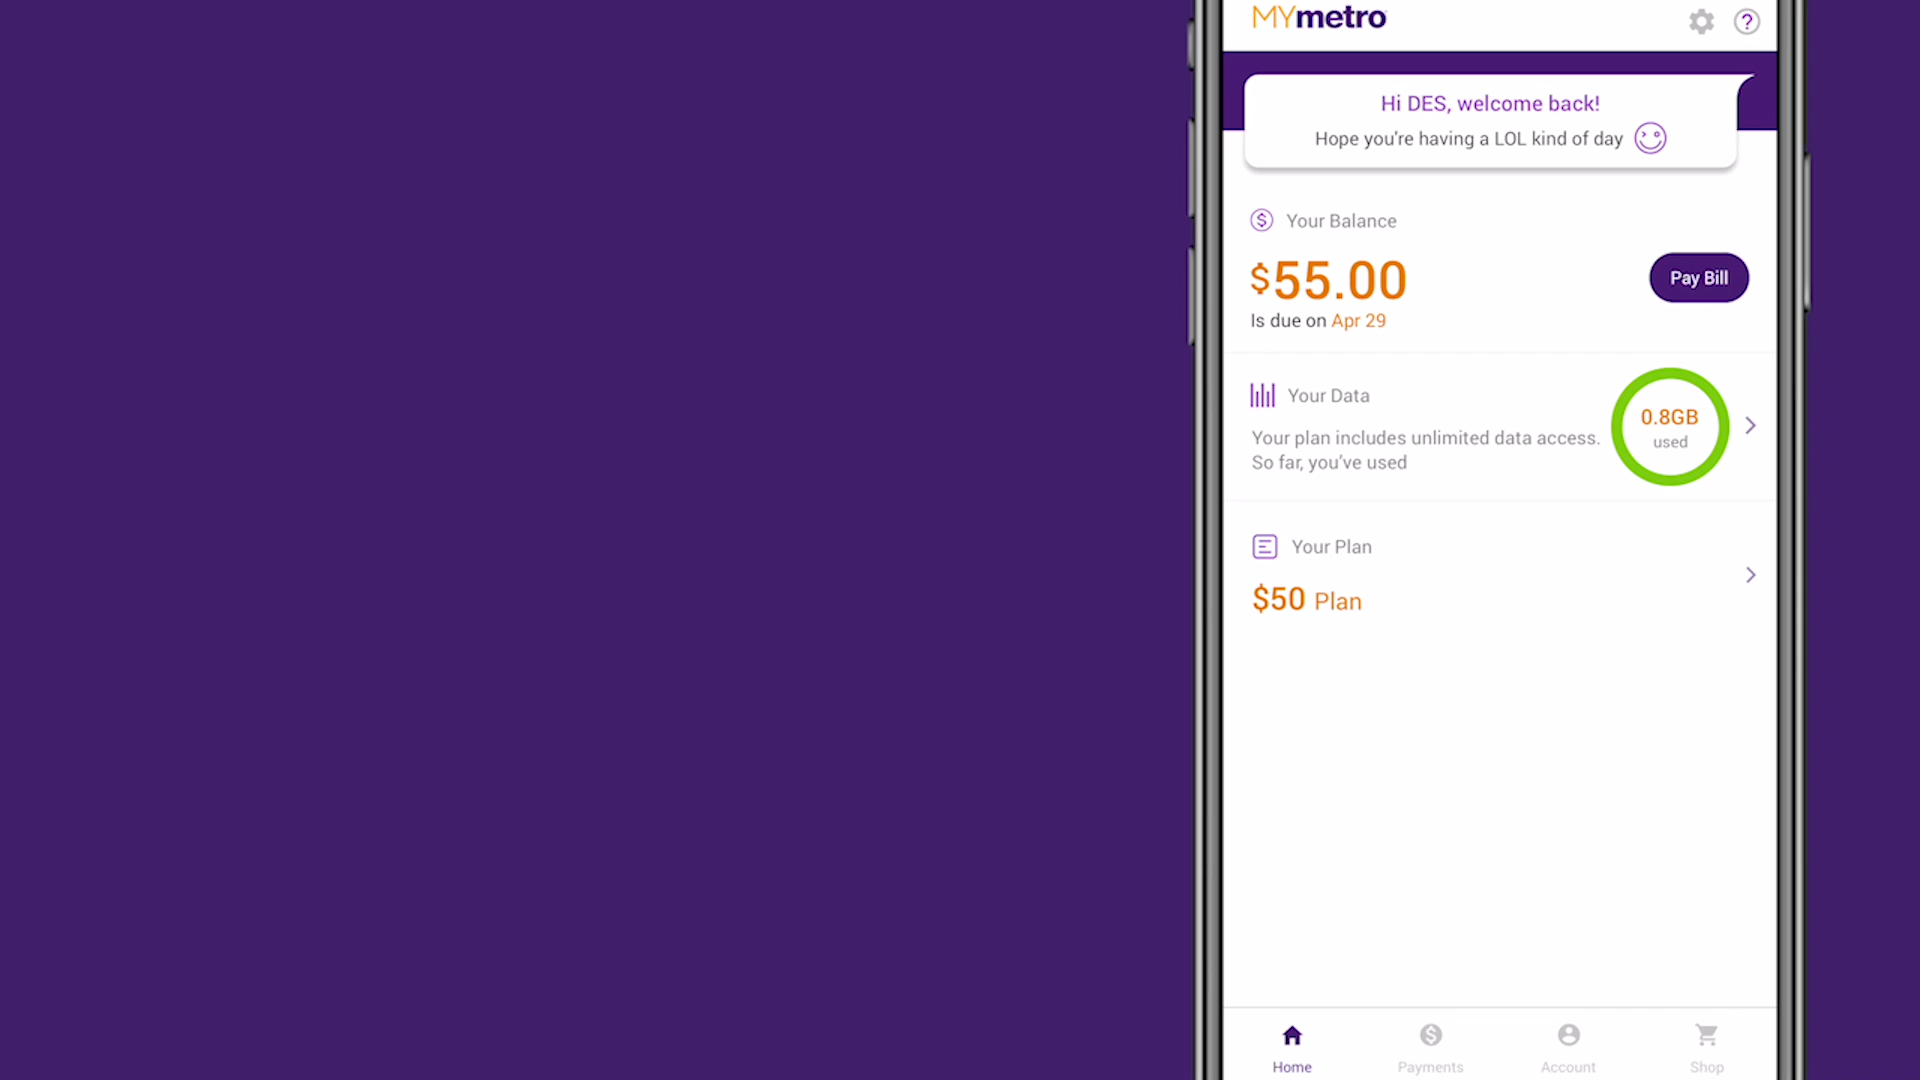 MYmetro
?
Hi DES, welcome back!
Hope you're having a LOL kind of day
$ Your Balance
$55.00
Pay Bill
Is due on Apr 29
Your Data
Your plan includes unlimited data access.
So far, you've used
0.8GB
used
Your Plan
$50 Plan
$
Home
Payments
Account
Shop